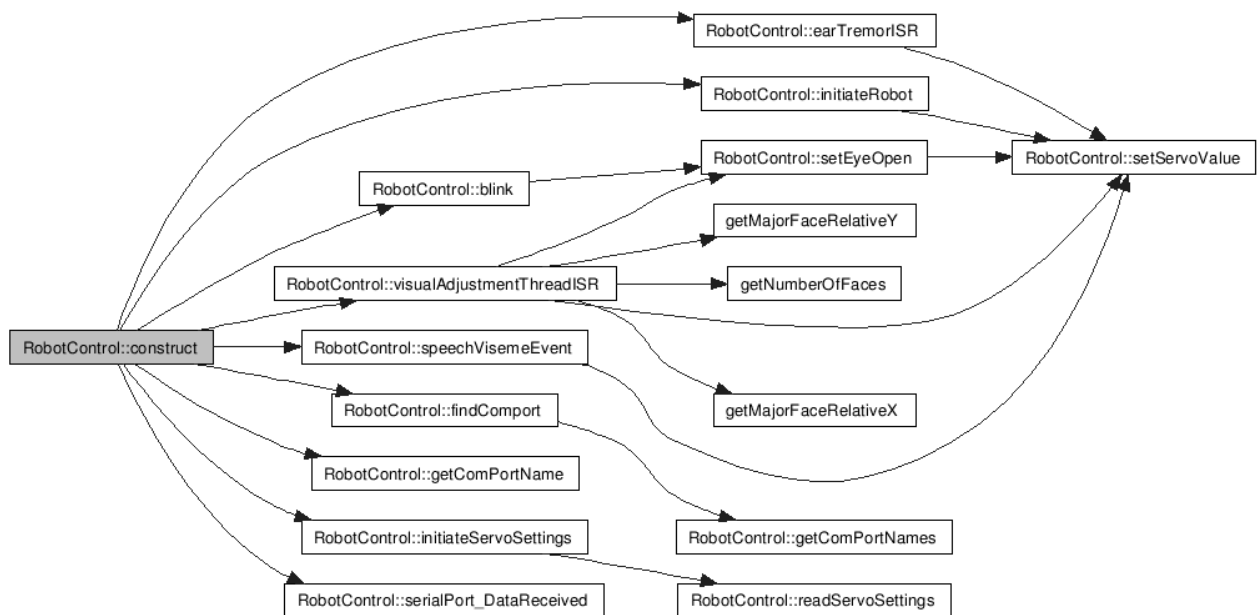 RobotControl::earTremorISR
RobotControl::initiateRobot
RobotControl::setEyeOpen
RobotControl::setServoValue
RobotControl::blink
getMajorFaceRelativeY
RobotControl::visualAdjustmentThreadISR
getNumberOfFaces
RobotControl::construct
RobotControl::speechVisemeEvent
RobotControl::findComport
getMajorFaceRelativeX
RobotControl::getComPortName
RobotControl::initiateServoSettings
RobotControl::getComPortNames
RobotControl::serialPort_DataReceived
RobotControl::readServoSettings